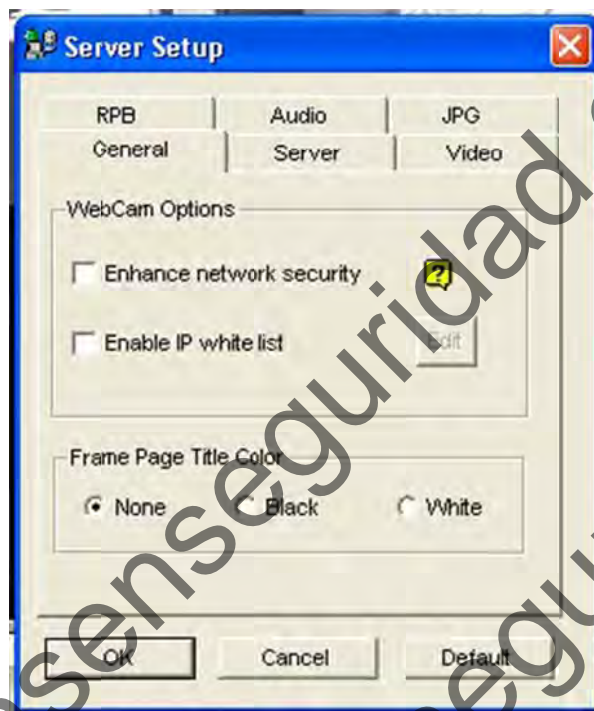 Server Setup
RPB Audio JPG
General Server Video
WebCam Options
Enhance network security
?
Enable IP white list
Edit
Frame Page Title Color
None Black White
OK Cancel Default
senseguridad
segu